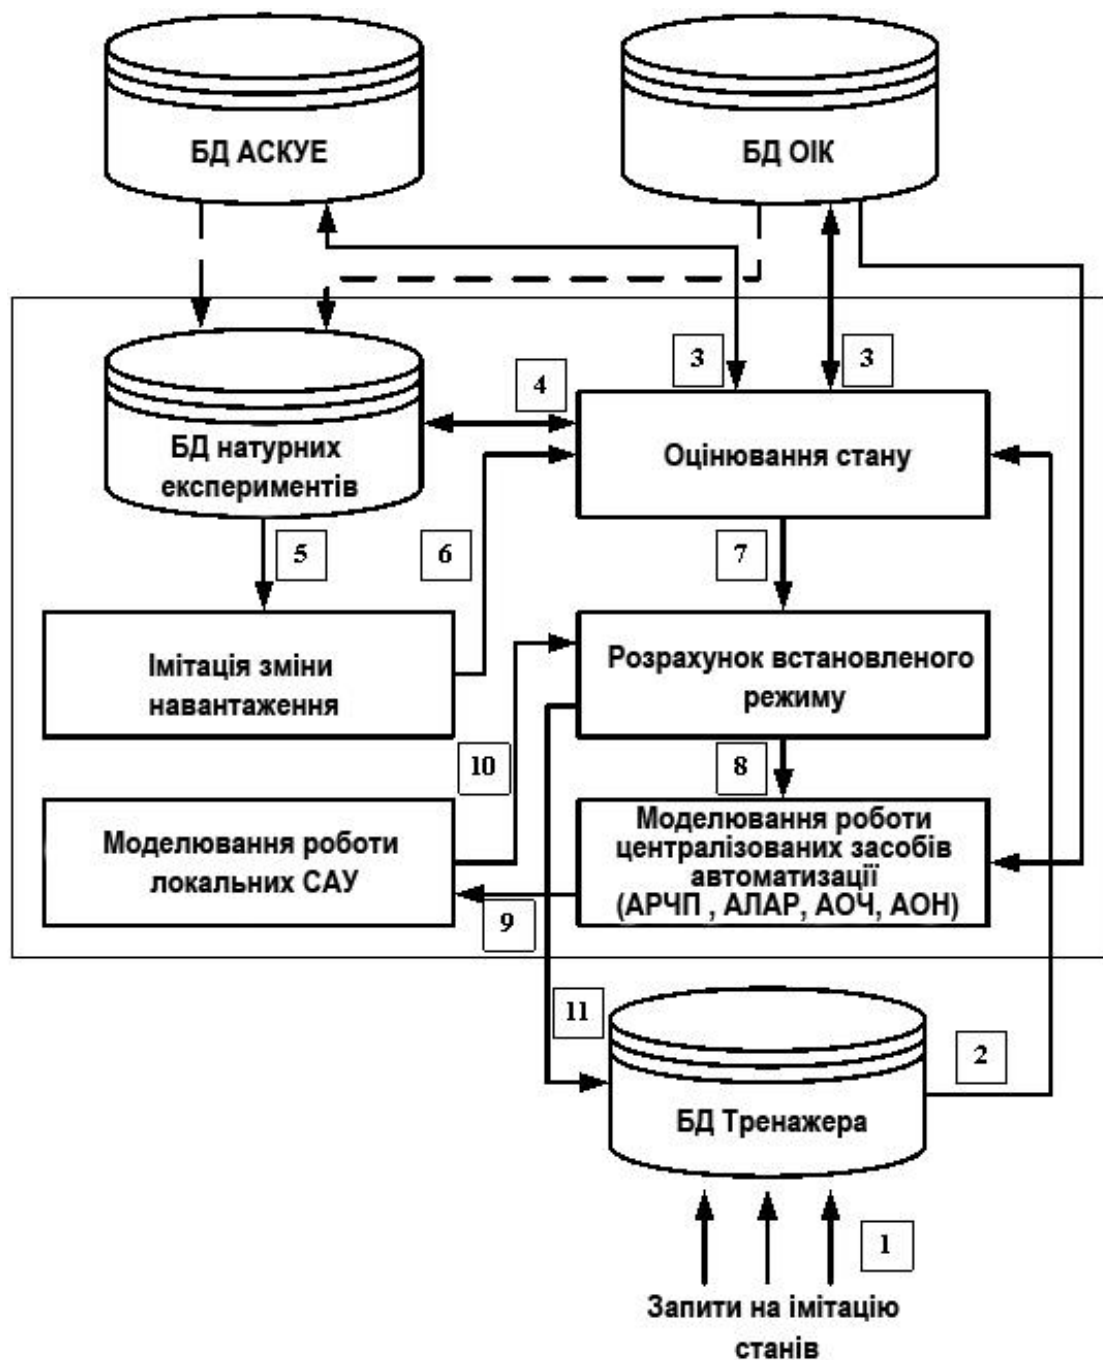 БД АСКУЕ
БД ОІК
3
3
4
БД натурних
експериментів
Оцінювання стану
5
6
7
Імітація зміни
навантаження
Розрахунок встановленого
режиму
10
8
Моделювання роботи
локальних САУ
Моделювання роботи
централізованих засобів
автоматизації
(АРЧП , АЛАР, АОЧ, АОН)
9
11
2
БД Тренажера
1
Запити на імітацію
станів